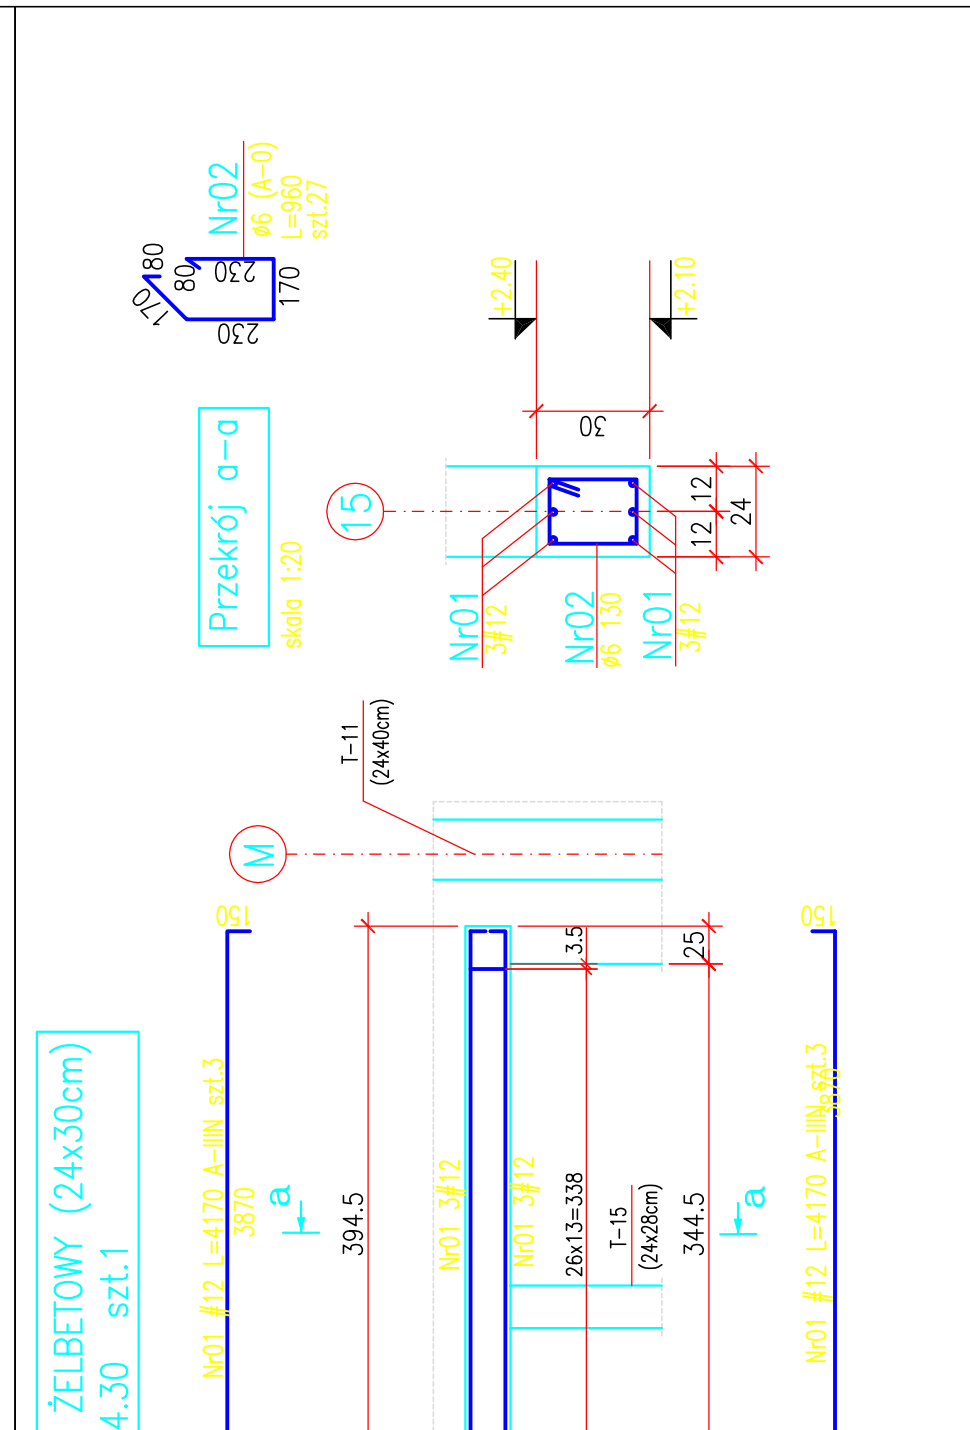 ŻELBETOWY (24x30cm)
4.30 szt.1
Nr01 #12 L=4170 A-IIIN szt.3
3870
150
a
394.5
Nr01 3#12
Nr01 3#12
26x13=338
3.5
T-15
(24x28cm)
344.5
25
a
Nr01 #12 L=4170 A-IIIN szt.3
3870
150
M
T-11
(24x40cm)
Przekrój a-a
skala 1:20
15
Nr01
3#12
Nr02
ø6 130
Nr01
3#12
30
12
12
24
+2.40
+2.10
Nr02
ø6 (A-0)
L=960
szt.27
170
80
80
230
170
230